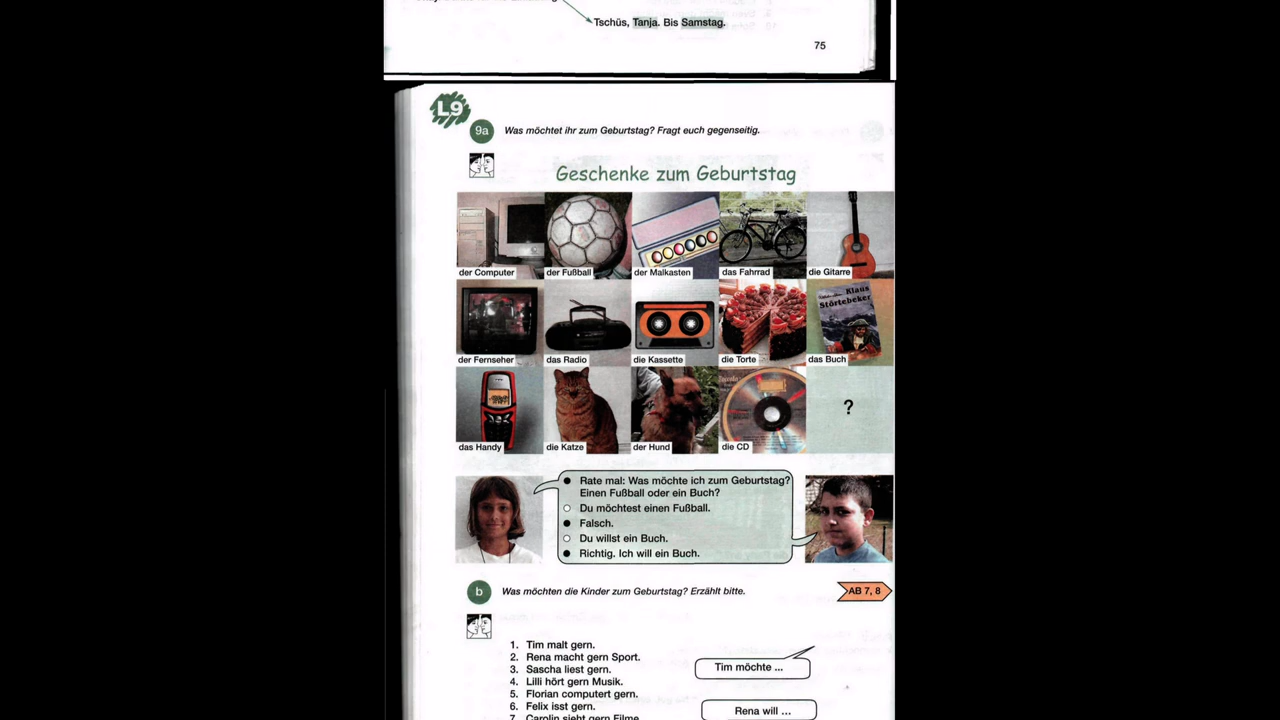 Tschüs, Tanja. Bis Samstag.
75
L9
9a Was möchtet ihr zum Geburtstag? Fragt euch gegenseitig.
Geschenke zum Geburtstag
der Computer der Fußball der Malkasten das Fahrrad die Gitarre
Klaus
Störtebeker
der Fernseher das Radio die Kassette die Torte das Buch
?
das Handy die Katze der Hund die CD
Rate mal: Was möchte ich zum Geburtstag?
Einen Fußball oder ein Buch?
Du möchtest einen Fußball.
Falsch.
Du willst ein Buch.
Richtig. Ich will ein Buch.
b Was möchten die Kinder zum Geburtstag? Erzählt bitte.
AB 7, 8
1. Tim malt gern.
2. Rena macht gern Sport.
3. Sascha liest gern.
4. Lilli hört gern Musik.
5. Florian computert gern.
6. Felix isst gern.
7. Carolin sieht gern Filme.
Tim möchte ...
Rena will ...